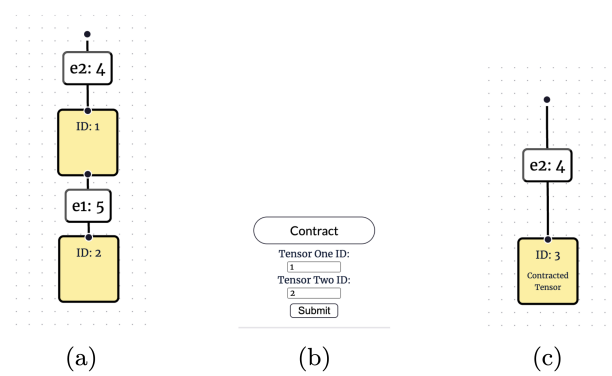 e2: 4
ID: 1
e1: 5
ID: 2
(a)
Contract
Tensor One ID:
1
Tensor Two ID:
2
Submit
(b)
e2: 4
ID: 3
Contracted
Tensor
(c)